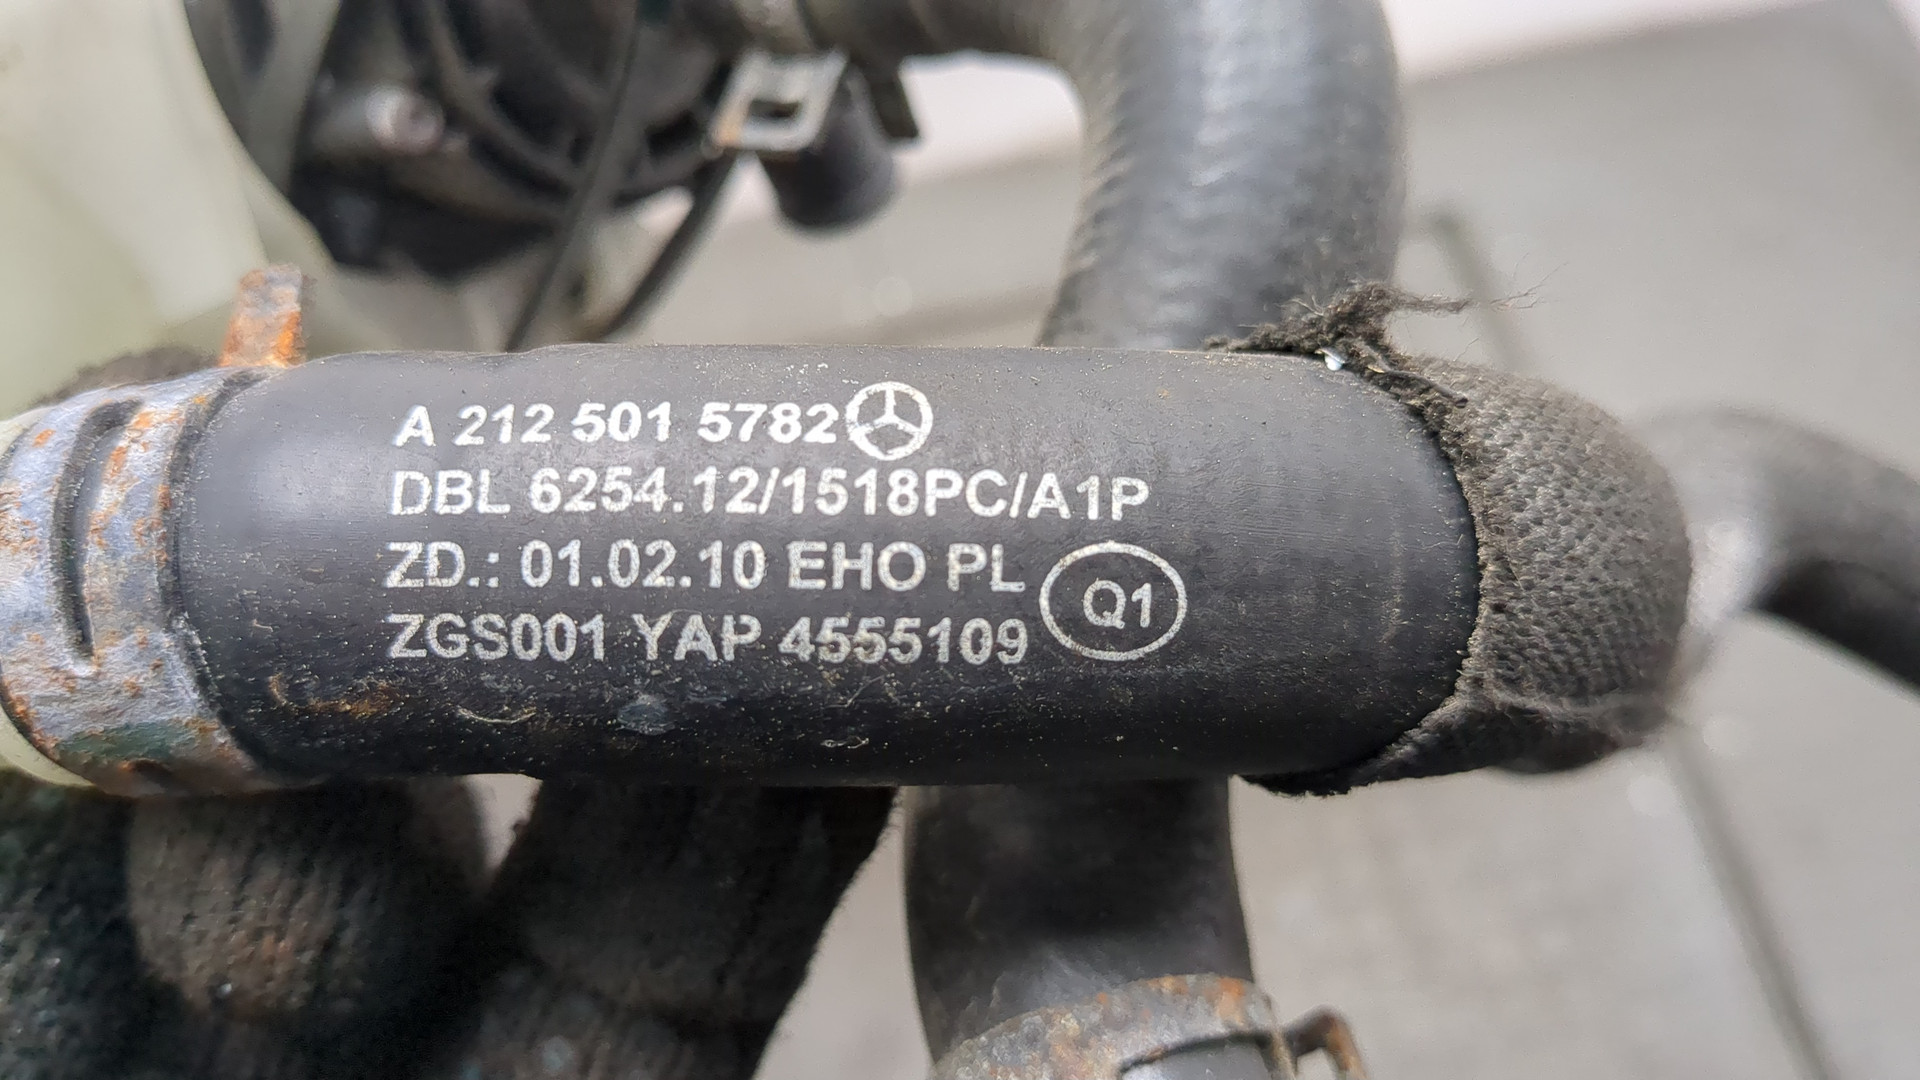 A 212 501 5782
DBL 6254.12/1518PC/A1P
ZD.: 01.02.10 EHO PL
ZGS001 YAP 4555109
Q1